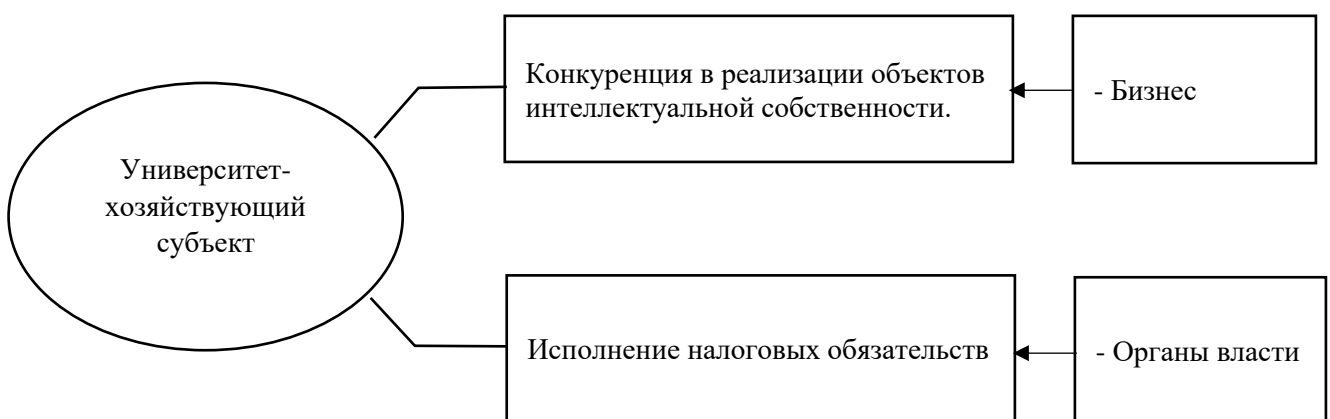 Университет-
хозяйствующий
субъект
Конкуренция в реализации объектов
интеллектуальной собственности.
- Бизнес
Исполнение налоговых обязательств
- Органы власти